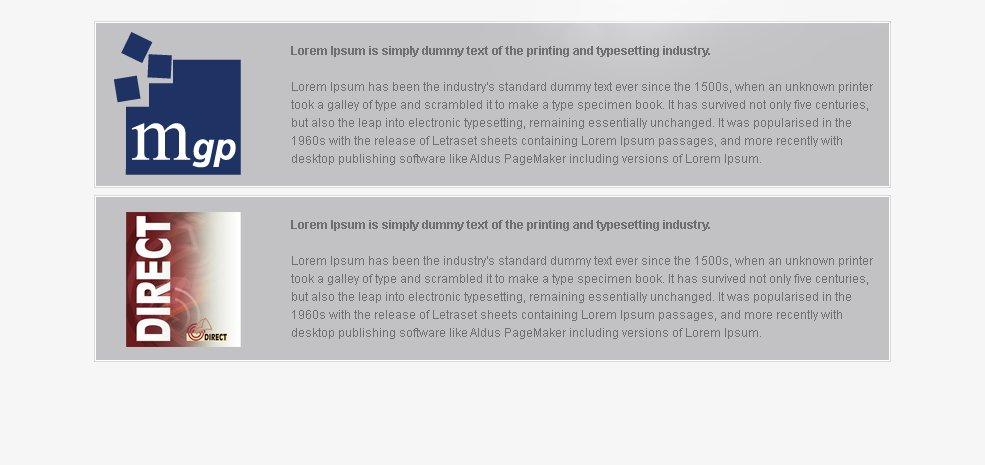 mgp
Lorem Ipsum is simply dummy text of the printing and typesetting industry.
Lorem Ipsum has been the industry's standard dummy text ever since the 1500s, when an unknown printer
took a galley of type and scrambled it to make a type specimen book. It has survived not only five centuries,
but also the leap into electronic typesetting, remaining essentially unchanged. It was popularised in the
1960s with the release of Letraset sheets containing Lorem Ipsum passages, and more recently with
desktop publishing software like Aldus PageMaker including versions of Lorem Ipsum.
DIRECT
DIRECT
Lorem Ipsum is simply dummy text of the printing and typesetting industry.
Lorem Ipsum has been the industry's standard dummy text ever since the 1500s, when an unknown printer
took a galley of type and scrambled it to make a type specimen book. It has survived not only five centuries,
but also the leap into electronic typesetting, remaining essentially unchanged. It was popularised in the
1960s with the release of Letraset sheets containing Lorem Ipsum passages, and more recently with
desktop publishing software like Aldus PageMaker including versions of Lorem Ipsum.